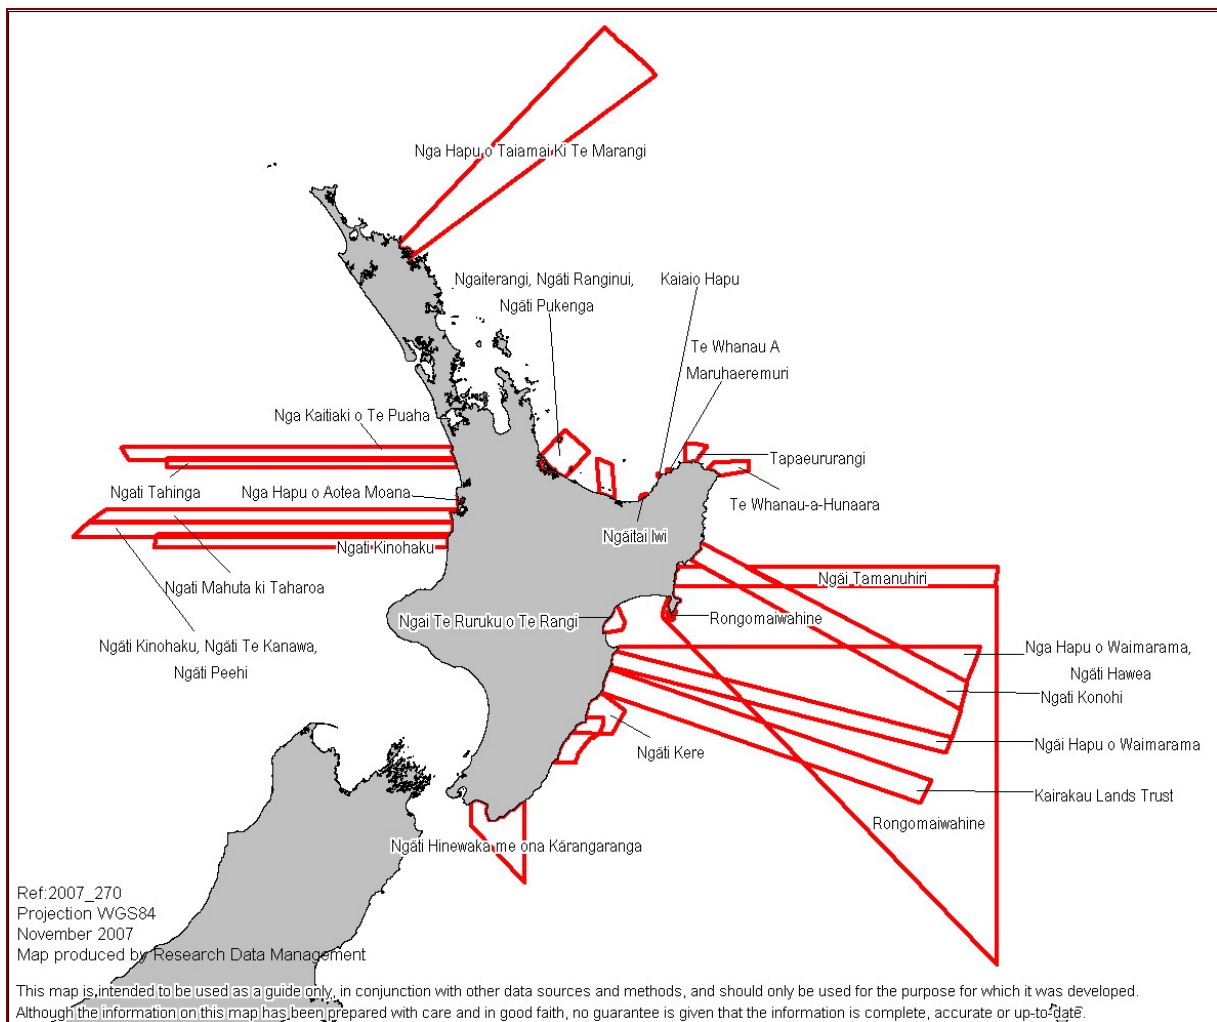 Nga Hapu o Taiamai Ki Te Marangi
Ngaiterangi, Ngāti Ranginui,
Ngāti Pukenga
Kaiaio Hapu
Te Whanau A
Maruhaeremuri
Nga Kaitiaki o Te Puaha
Tapaeururangi
Ngati Tahinga
Nga Hapu o Aotea Moana
Te Whanau-a-Hunaara
Ngāitai Iwi
Ngati Kinohaku
Ngāi Tamanuhiri
Ngati Mahuta ki Taharoa
Ngai Te Ruruku o Te Rangi
Rongomaiwahine
Ngāti Kinohaku, Ngāti Te Kanawa,
Ngāti Peehi
Nga Hapu o Waimarama,
Ngāti Hawea
Ngati Konohi
Ngāti Kere
Ngāi Hapu o Waimarama
Kairakau Lands Trust
Rongomaiwahine
Ngāti Hinewaka me ona Kārangaranga
Ref:2007_270
Projection WGS84
November 2007
Map produced by Research Data Management
This map is intended to be used as a guide only, in conjunction with other data sources and methods, and should only be used for the purpose for which it was developed.
Although the information on this map has been prepared with care and in good faith, no guarantee is given that the information is complete, accurate or up-to-date.